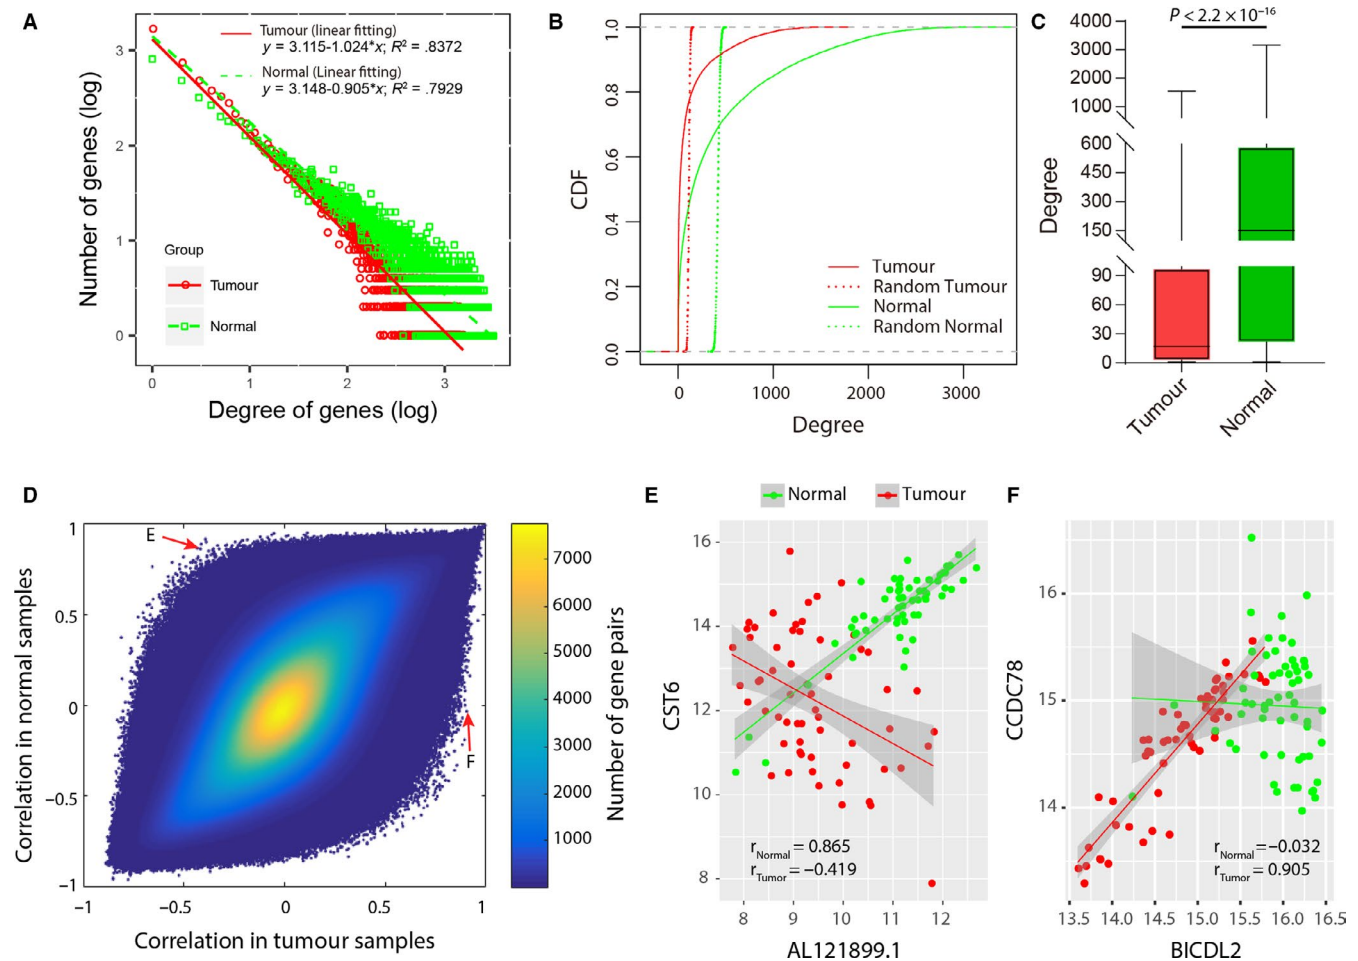 A
Tumour (linear fitting)
y = 3.115-1.024*x; R² = .8372
Normal (Linear fitting)
y = 3.148-0.905*x; R² = .7929
Number of genes (log)
3
2
1
0
Group
Tumour
Normal
0 1 2 3
Degree of genes (log)
B
CDF
1.0
0.8
0.6
0.4
0.2
0.0
Tumour
Random Tumour
Normal
Random Normal
0 1000 2000 3000
Degree
C
P < 2.2 × 10⁻¹⁶
Degree
4000
3000
2000
1000
600
450
300
150
90
60
30
0
Tumour
Normal
D
E
F
Correlation in normal samples
1
0.5
0
−0.5
−1
−1 −0.5 0 0.5 1
Correlation in tumour samples
7000
6000
5000
4000
3000
2000
1000
Number of gene pairs
E
Normal Tumour
CST6
16
14
12
10
8
rNormal = 0.865
rTumor = −0.419
8 9 10 11 12
AL121899.1
F
CCDC78
16
15
14
rNormal = −0.032
rTumor = 0.905
13.5 14.0 14.5 15.0 15.5 16.0 16.5
BICDL2